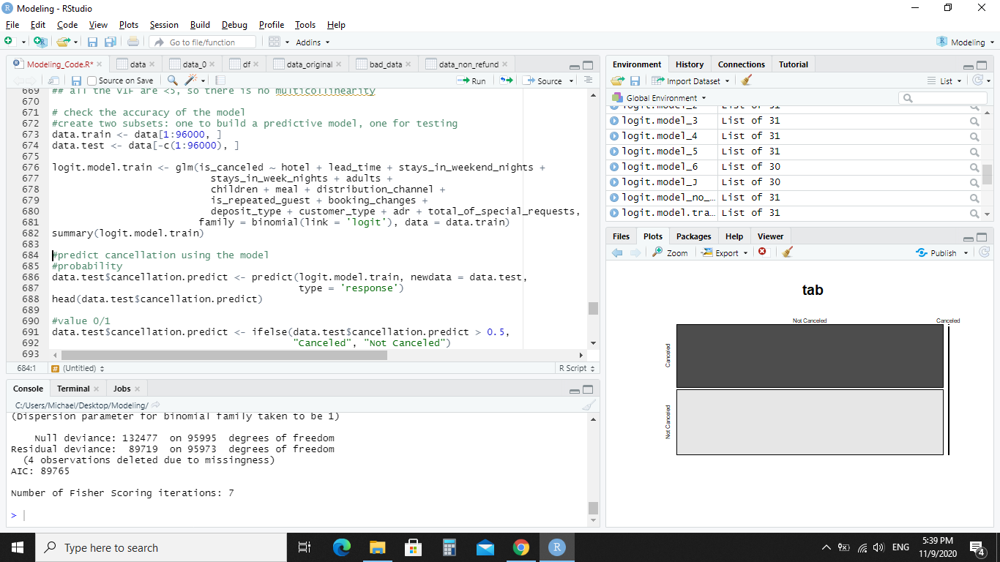 Modeling - RStudio
File Edit Code View Plots Session Build Debug Profile Tools Help
Go to file/function Addins Modeling
Modeling_Code.R* data data_0 df data_original bad_data data_non_refund
Source on Save Run Source
669 ## all the VIF are <5, so there is no multicollinearity
670
671 # check the accuracy of the model
672 #create two subsets: one to build a predictive model, one for testing
673 data.train <- data[1:96000, ]
674 data.test <- data[-c(1:96000), ]
675
676 logit.model.train <- glm(is_canceled ~ hotel + lead_time + stays_in_weekend_nights +
677 stays_in_week_nights + adults +
678 children + meal + distribution_channel +
679 is_repeated_guest + booking_changes +
680 deposit_type + customer_type + adr + total_of_special_requests,
681 family = binomial(link = 'logit'), data = data.train)
682 summary(logit.model.train)
683
684 #predict cancellation using the model
685 #probability
686 data.test$cancellation.predict <- predict(logit.model.train, newdata = data.test,
687 type = 'response')
688 head(data.test$cancellation.predict)
689
690 #value 0/1
691 data.test$cancellation.predict <- ifelse(data.test$cancellation.predict > 0.5,
692 "Canceled", "Not Canceled")
693
684:1 # (Untitled) R Script
Console Terminal Jobs
C:/Users/Michael/Desktop/Modeling/
(Dispersion parameter for binomial family taken to be 1)
Null deviance: 132477 on 95995 degrees of freedom
Residual deviance: 89719 on 95973 degrees of freedom
(4 observations deleted due to missingness)
AIC: 89765
Number of Fisher Scoring iterations: 7
>
Environment History Connections Tutorial
Import Dataset List
Global Environment
logit.model_2 List of 31
logit.model_3 List of 31
logit.model_4 List of 31
logit.model_5 List of 31
logit.model_6 List of 30
logit.model_J List of 30
logit.model_no_… List of 31
logit.model.tra… List of 31
Files Plots Packages Help Viewer
Zoom Export Publish
tab
Not Canceled Canceled
Canceled
Not Canceled
Type here to search
ENG
5:39 PM
11/9/2020
4